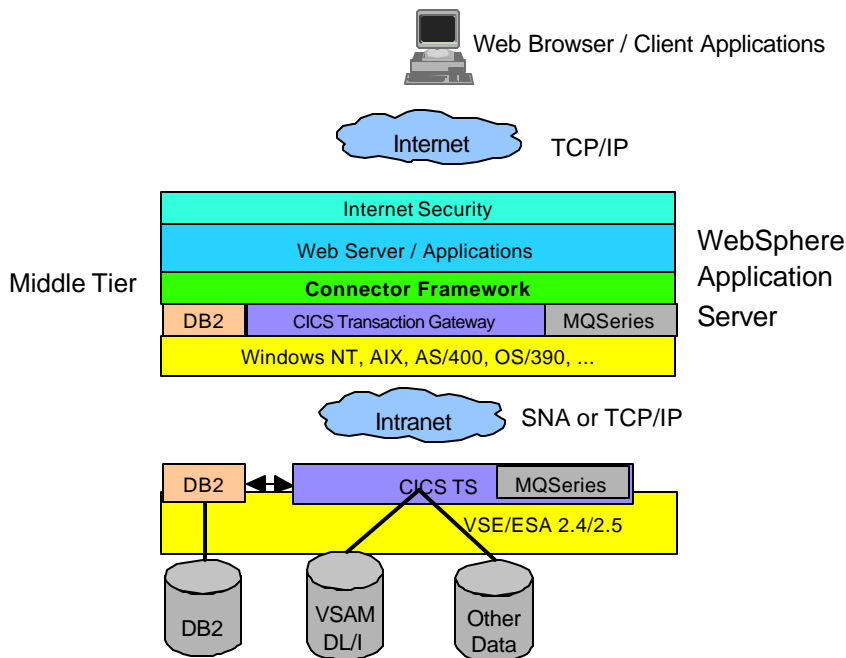 Web Browser / Client Applications
Internet
TCP/IP
Internet Security
Web Server / Applications
Connector Framework
DB2
CICS Transaction Gateway
MQSeries
Windows NT, AIX, AS/400, OS/390, ...
Middle Tier
WebSphere
Application
Server
Intranet
SNA or TCP/IP
DB2
CICS TS
MQSeries
VSE/ESA 2.4/2.5
DB2
VSAM
DL/I
Other
Data